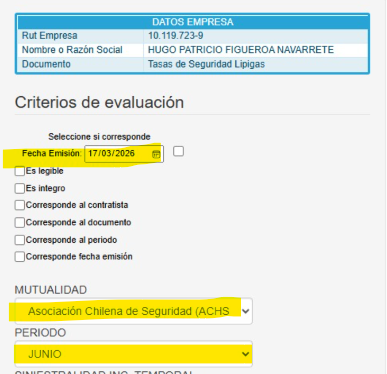 DATOS EMPRESA
Rut Empresa 10.119.723-9
Nombre o Razón Social HUGO PATRICIO FIGUEROA NAVARRETE
Documento Tasas de Seguridad Lipigas
Criterios de evaluación
Seleccione si corresponde
Fecha Emisión: 17/03/2026
Es legible
Es integro
Corresponde al contratista
Corresponde al documento
Corresponde al periodo
Corresponde fecha emisión
MUTUALIDAD
Asociación Chilena de Seguridad (ACHS
PERIODO
JUNIO
SINIESTRALIDAD INC. TEMPORAL